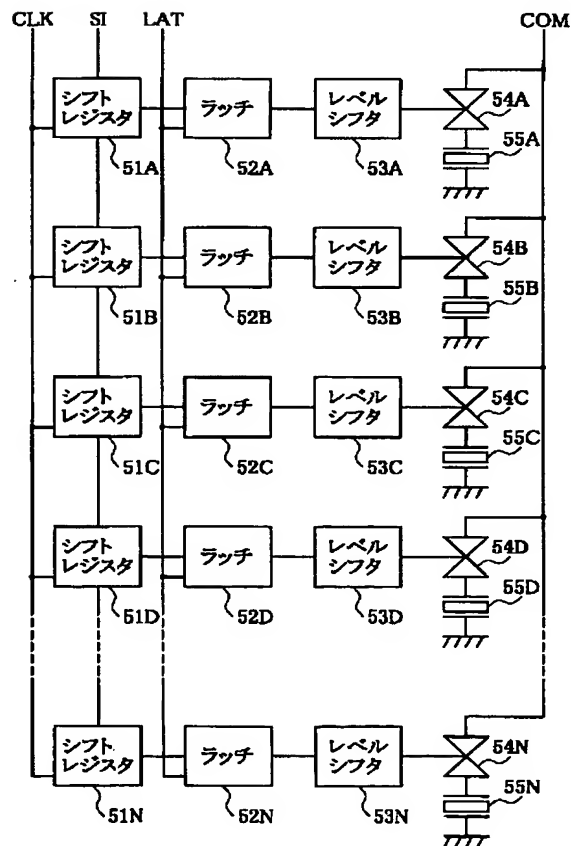 CLK SI LAT COM
シフト
レジスタ
ラッチ
レベル
シフタ
54A
55A
51A 52A 53A
シフト
レジスタ
ラッチ
レベル
シフタ
54B
55B
51B 52B 53B
シフト
レジスタ
ラッチ
レベル
シフタ
54C
55C
51C 52C 53C
シフト
レジスタ
ラッチ
レベル
シフタ
54D
55D
51D 52D 53D
シフト
レジスタ
ラッチ
レベル
シフタ
54N
55N
51N 52N 53N